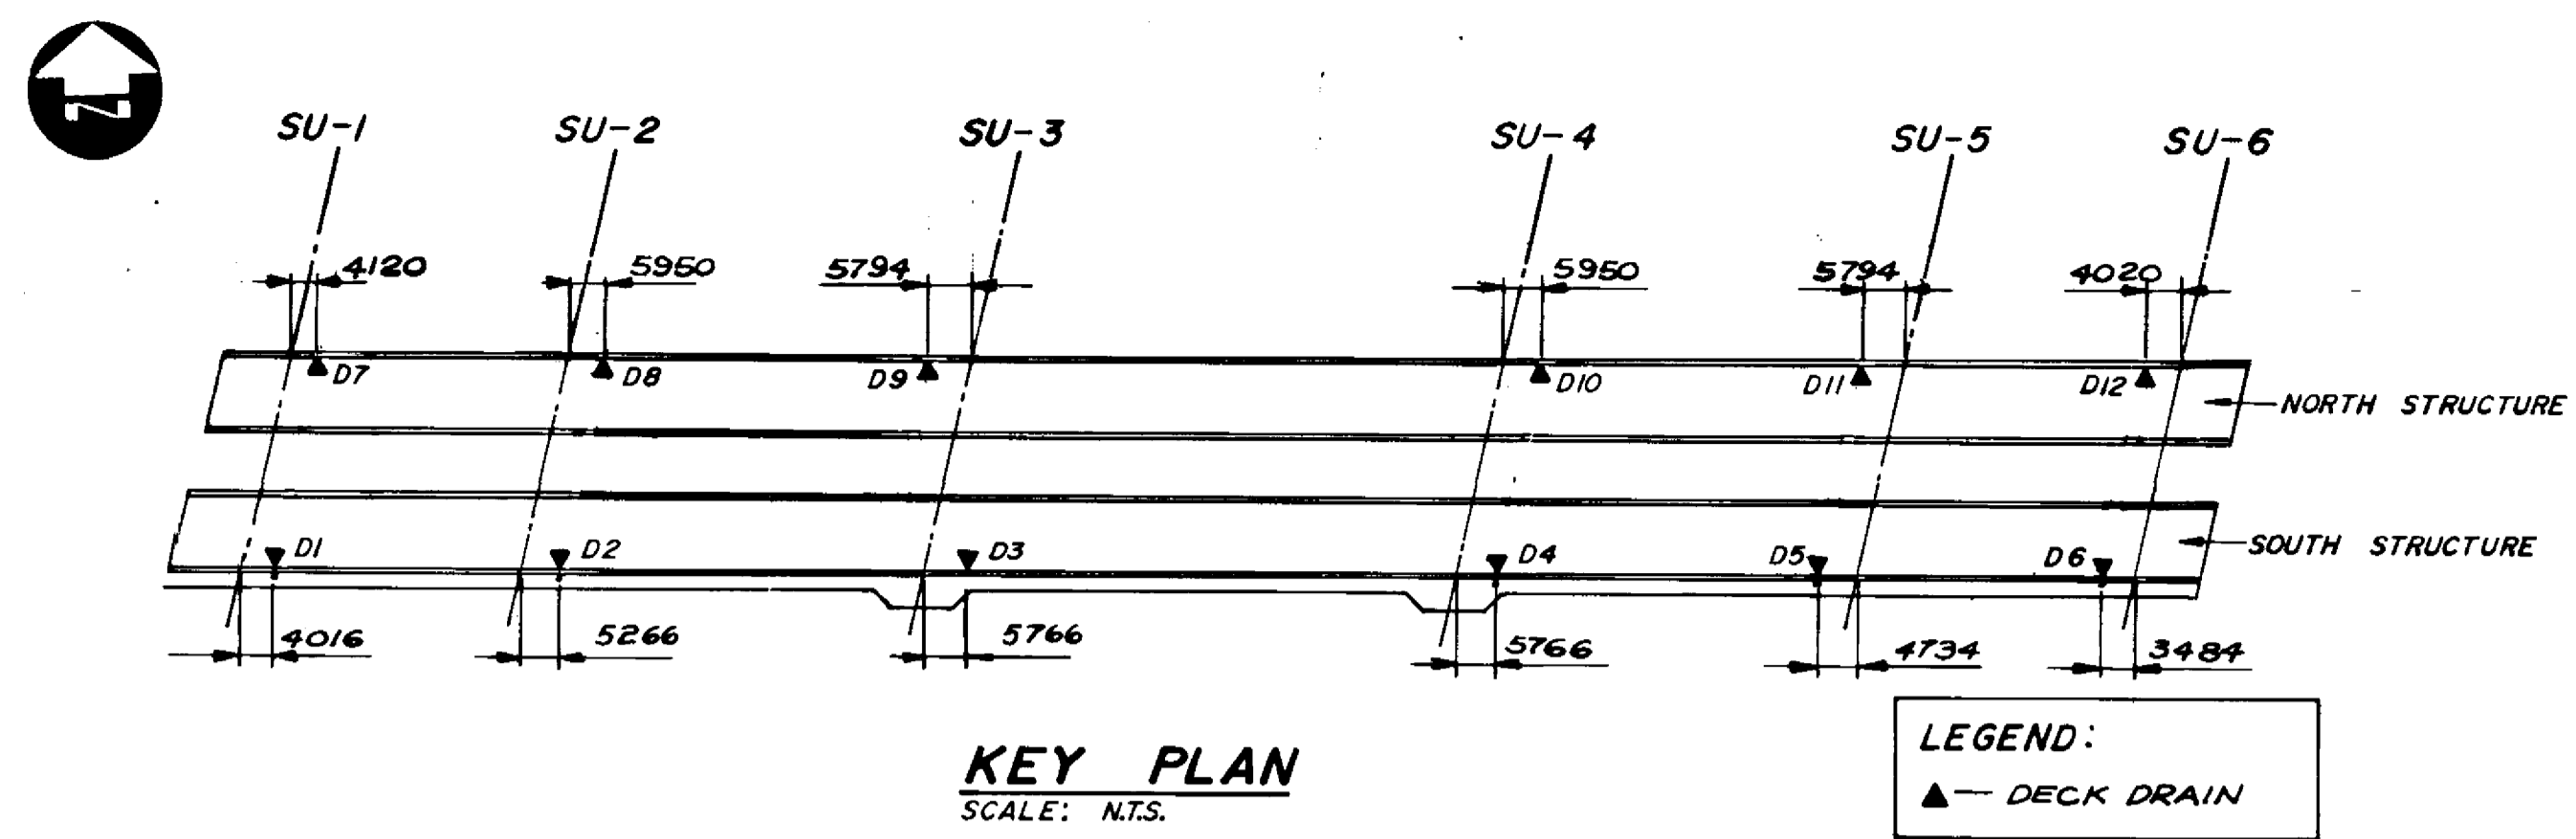 N
SU-1 SU-2 SU-3 SU-4 SU-5 SU-6
4120 5950 5794 5950 5794 4020
D7 D8 D9 D10 D11 D12
NORTH STRUCTURE
D1 D2 D3 D4 D5 D6
SOUTH STRUCTURE
4016 5266 5766 5766 4734 3484
KEY PLAN
SCALE: N.T.S.
LEGEND:
▲ — DECK DRAIN